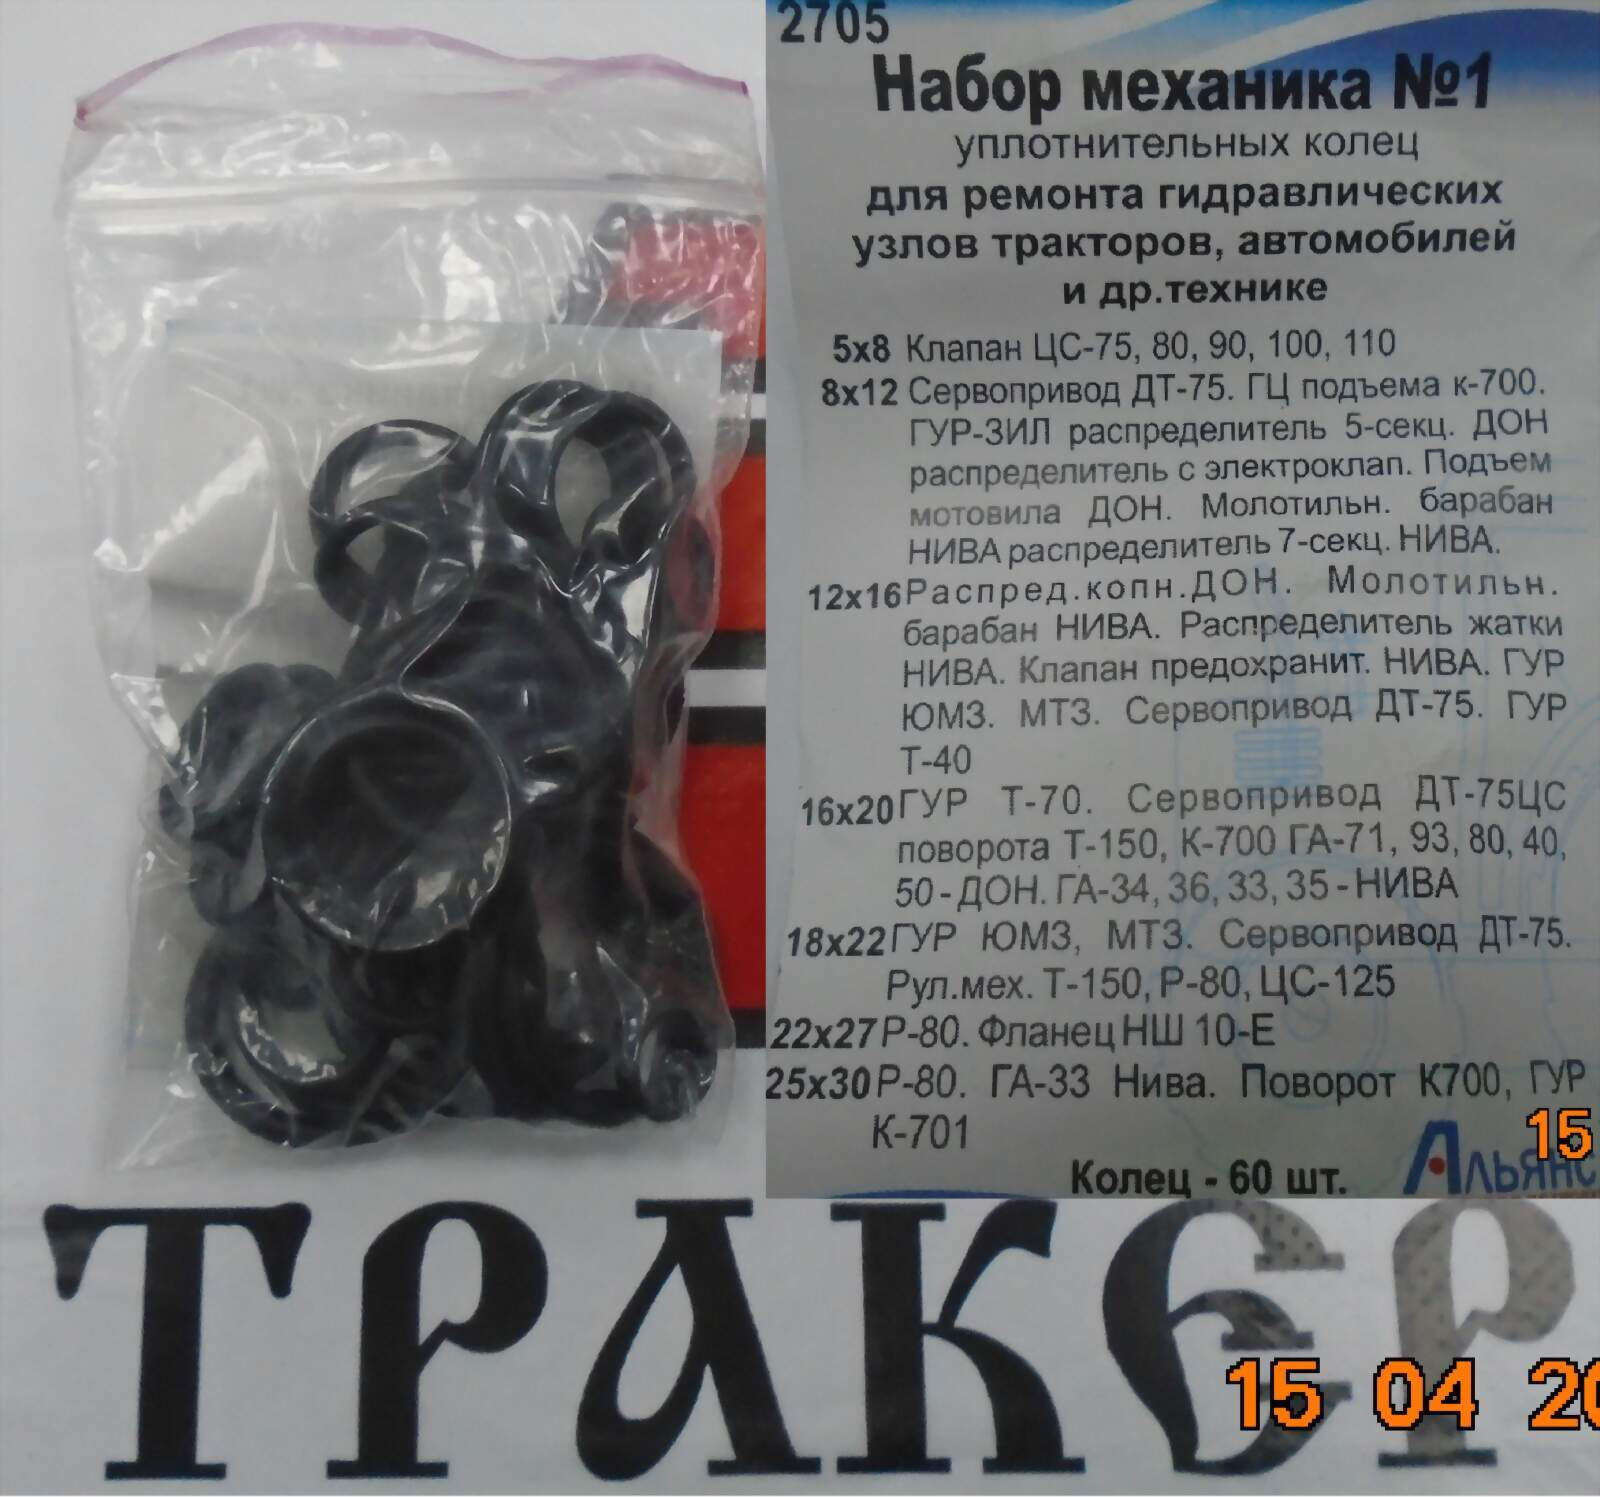 2705
Набор механика №1
уплотнительных колец
для ремонта гидравлических
узлов тракторов, автомобилей
и др.технике
5x8 Клапан ЦС-75, 80, 90, 100, 110
8x12 Сервопривод ДТ-75. ГЦ подъема к-700.
ГУР-ЗИЛ распределитель 5-секц. ДОН
распределитель с электроклап. Подъем
мотовила ДОН. Молотильн. барабан
НИВА распределитель 7-секц. НИВА.
12x16 Распред.копн.ДОН. Молотильн.
барабан НИВА. Распределитель жатки
НИВА. Клапан предохранит. НИВА. ГУР
ЮМЗ. МТЗ. Сервопривод ДТ-75. ГУР
Т-40
16x20 ГУР Т-70. Сервопривод ДТ-75ЦС
поворота Т-150, К-700 ГА-71, 93, 80, 40,
50 - ДОН. ГА-34, 36, 33, 35 - НИВА
18x22 ГУР ЮМЗ, МТЗ. Сервопривод ДТ-75.
Рул.мех. Т-150, Р-80, ЦС-125
22x27 Р-80. Фланец НШ 10-Е
25x30 Р-80. ГА-33 Нива. Поворот К700, ГУР
К-701
15
Колец - 60 шт. Альянс
ТРАКЕР
15 04 20